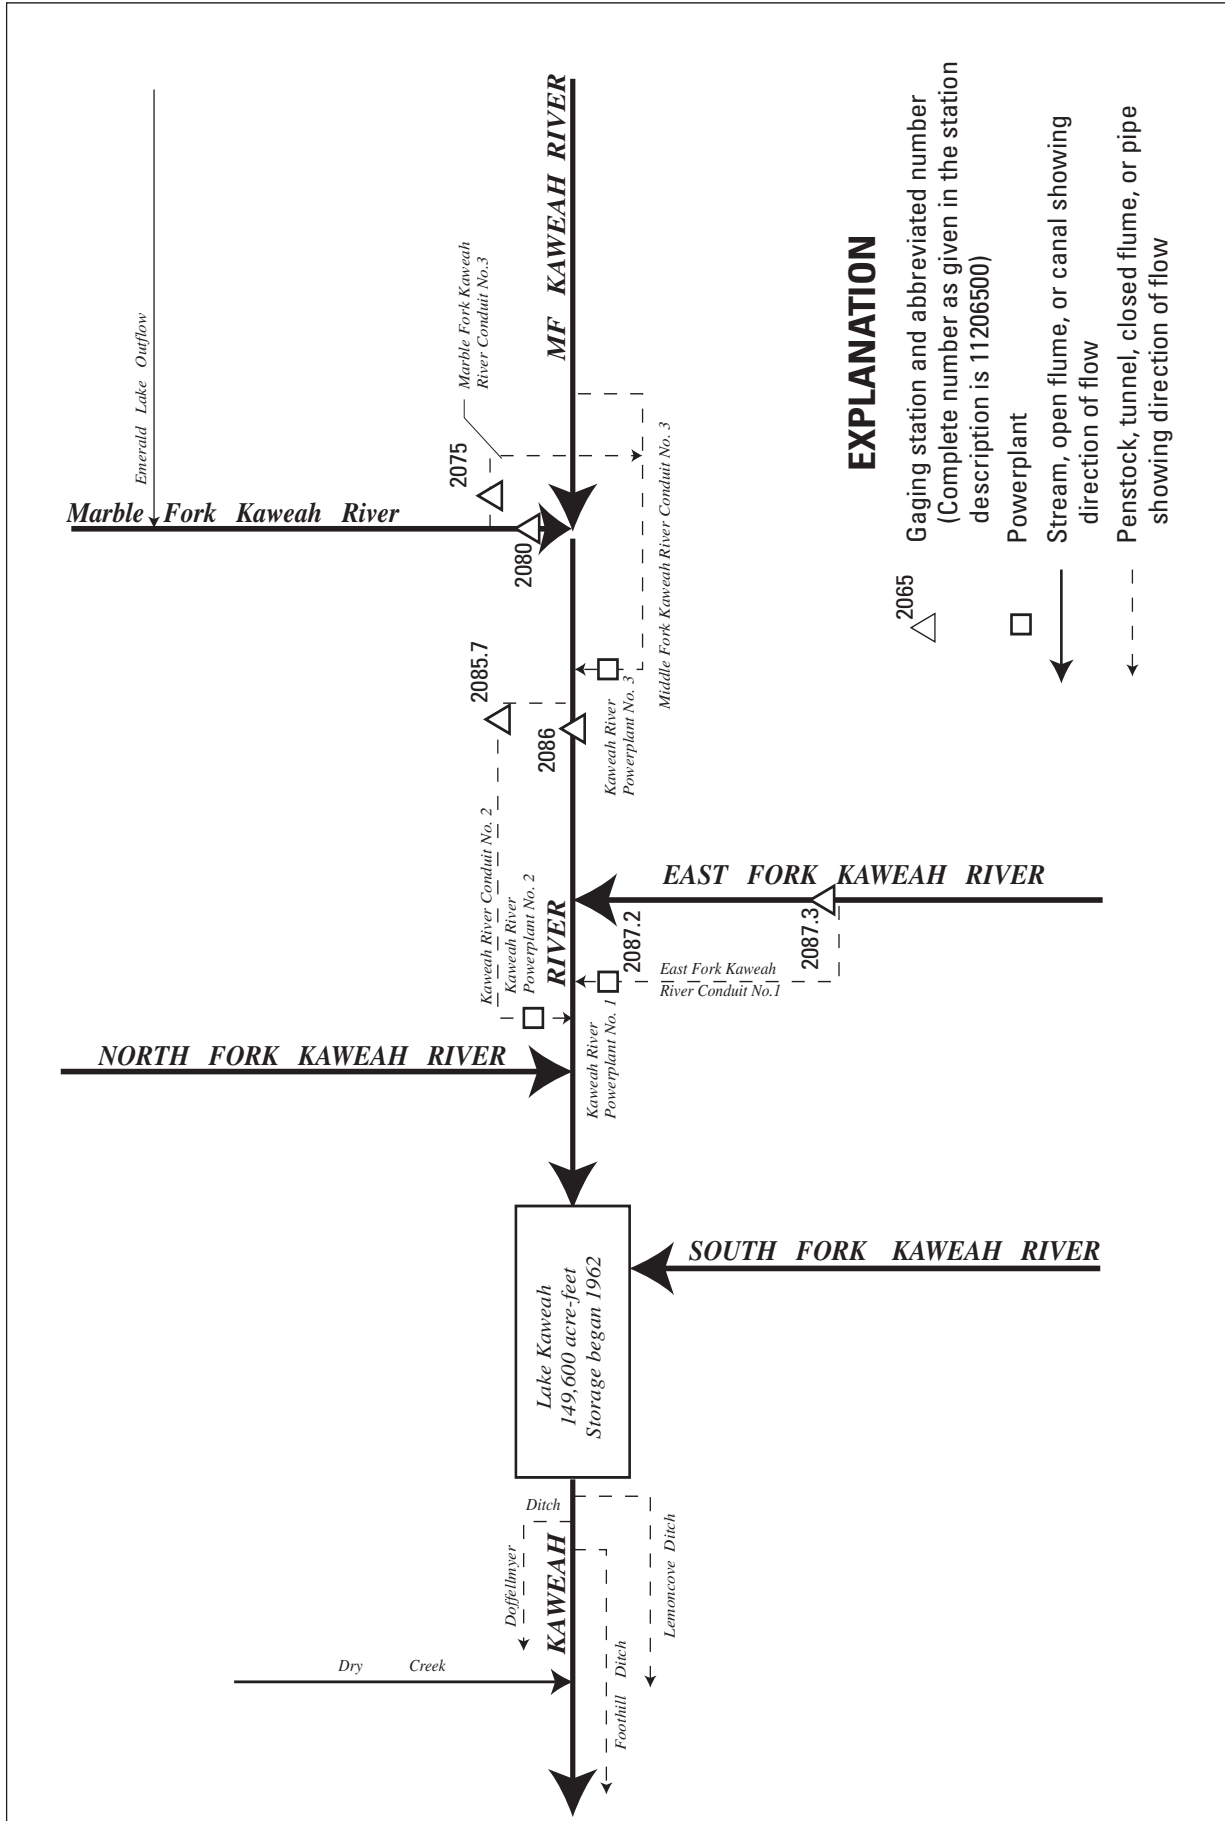 Emerald Lake Outflow
Marble Fork Kaweah River
Marble Fork Kaweah
River Conduit No.3
2075
2080
MF KAWEAH RIVER
Middle Fork Kaweah River Conduit No. 3
2085.7
2086
Kaweah River
Powerplant No. 3
Kaweah River Conduit No. 2
Kaweah River
Powerplant No. 2
RIVER
EAST FORK KAWEAH RIVER
2087.2
2087.3
East Fork Kaweah
River Conduit No.1
Kaweah River
Powerplant No. 1
NORTH FORK KAWEAH RIVER
Lake Kaweah
149,600 acre-feet
Storage began 1962
SOUTH FORK KAWEAH RIVER
Ditch
Doffellmyer
KAWEAH
Lemoncove Ditch
Foothill Ditch
Dry Creek
EXPLANATION
2065
Gaging station and abbreviated number
(Complete number as given in the station
description is 11206500)
Powerplant
Stream, open flume, or canal showing
direction of flow
Penstock, tunnel, closed flume, or pipe
showing direction of flow